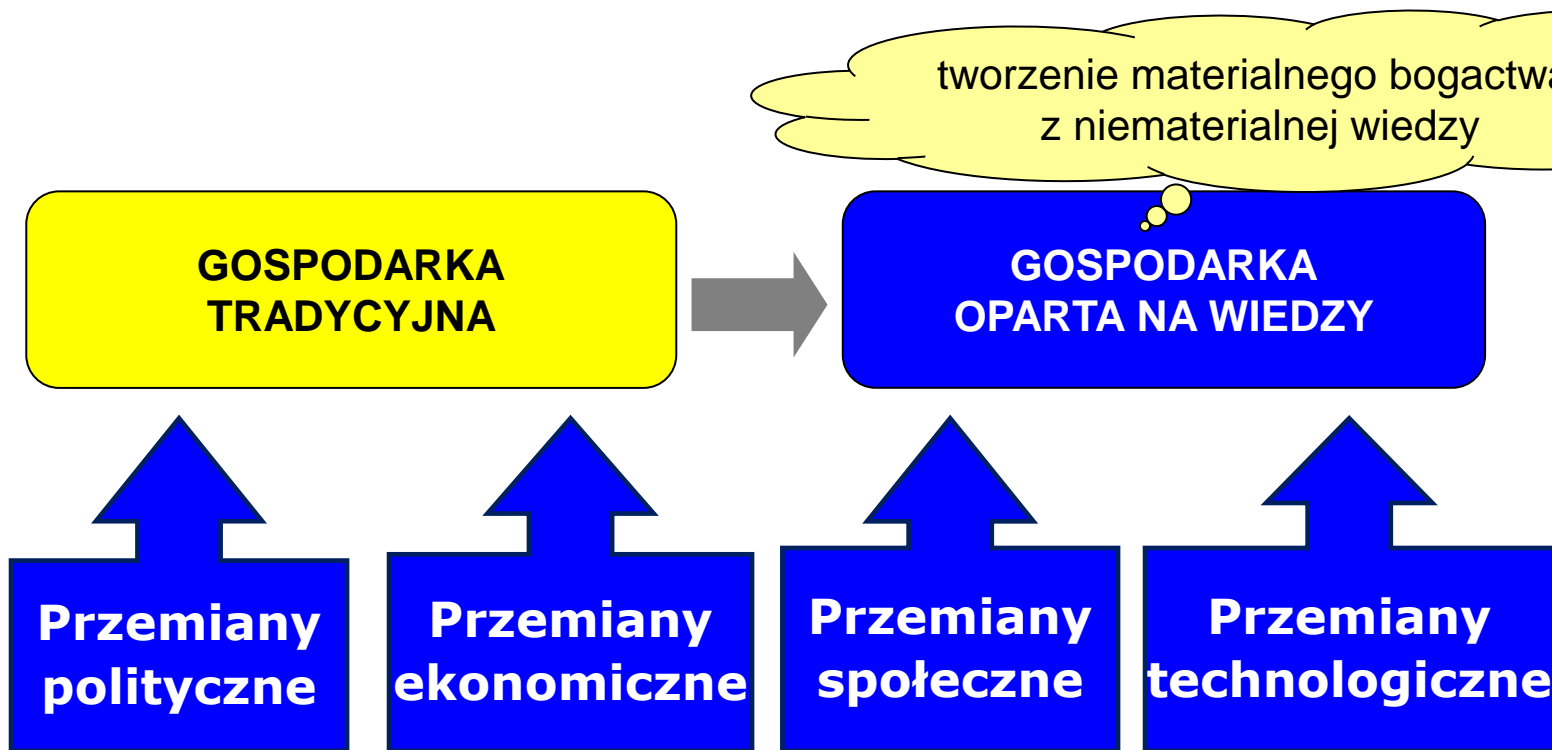 tworzenie materialnego bogactwa
z niematerialnej wiedzy
GOSPODARKA
TRADYCYJNA
GOSPODARKA
OPARTA NA WIEDZY
Przemiany
polityczne
Przemiany
ekonomiczne
Przemiany
społeczne
Przemiany
technologiczne